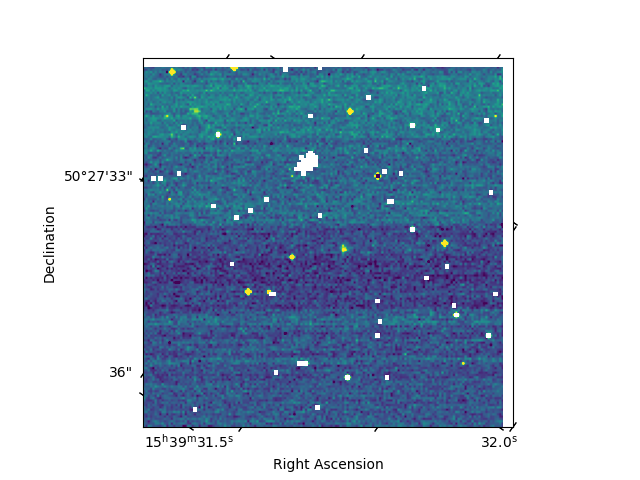 50°27'33"
Declination
36"
15ʰ39ᵐ31.5ˢ
32.0ˢ
Right Ascension